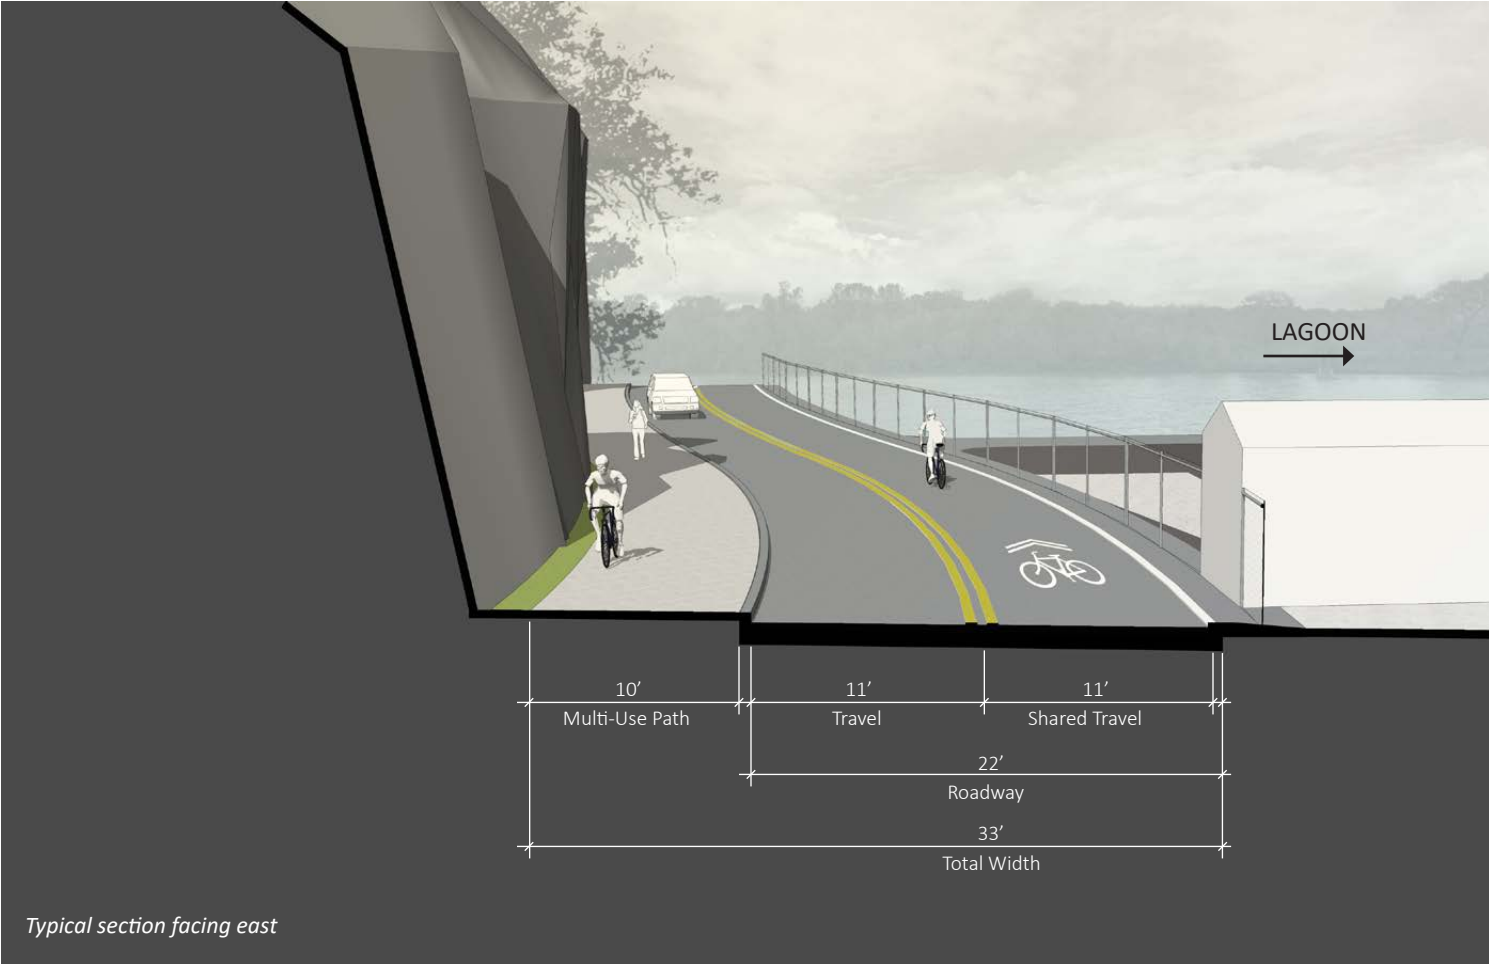 LAGOON
10’
11’
11’
Multi-Use Path
Travel
Shared Travel
22’
Roadway
33’
Total Width
Typical section facing east